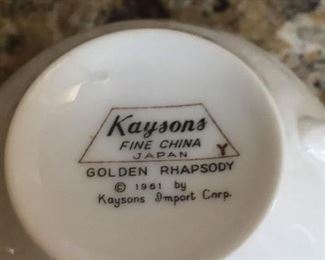 Kaysons
FINE CHINA
JAPAN Y
GOLDEN RHAPSODY
© 1961 by
Kaysons Import Corp.